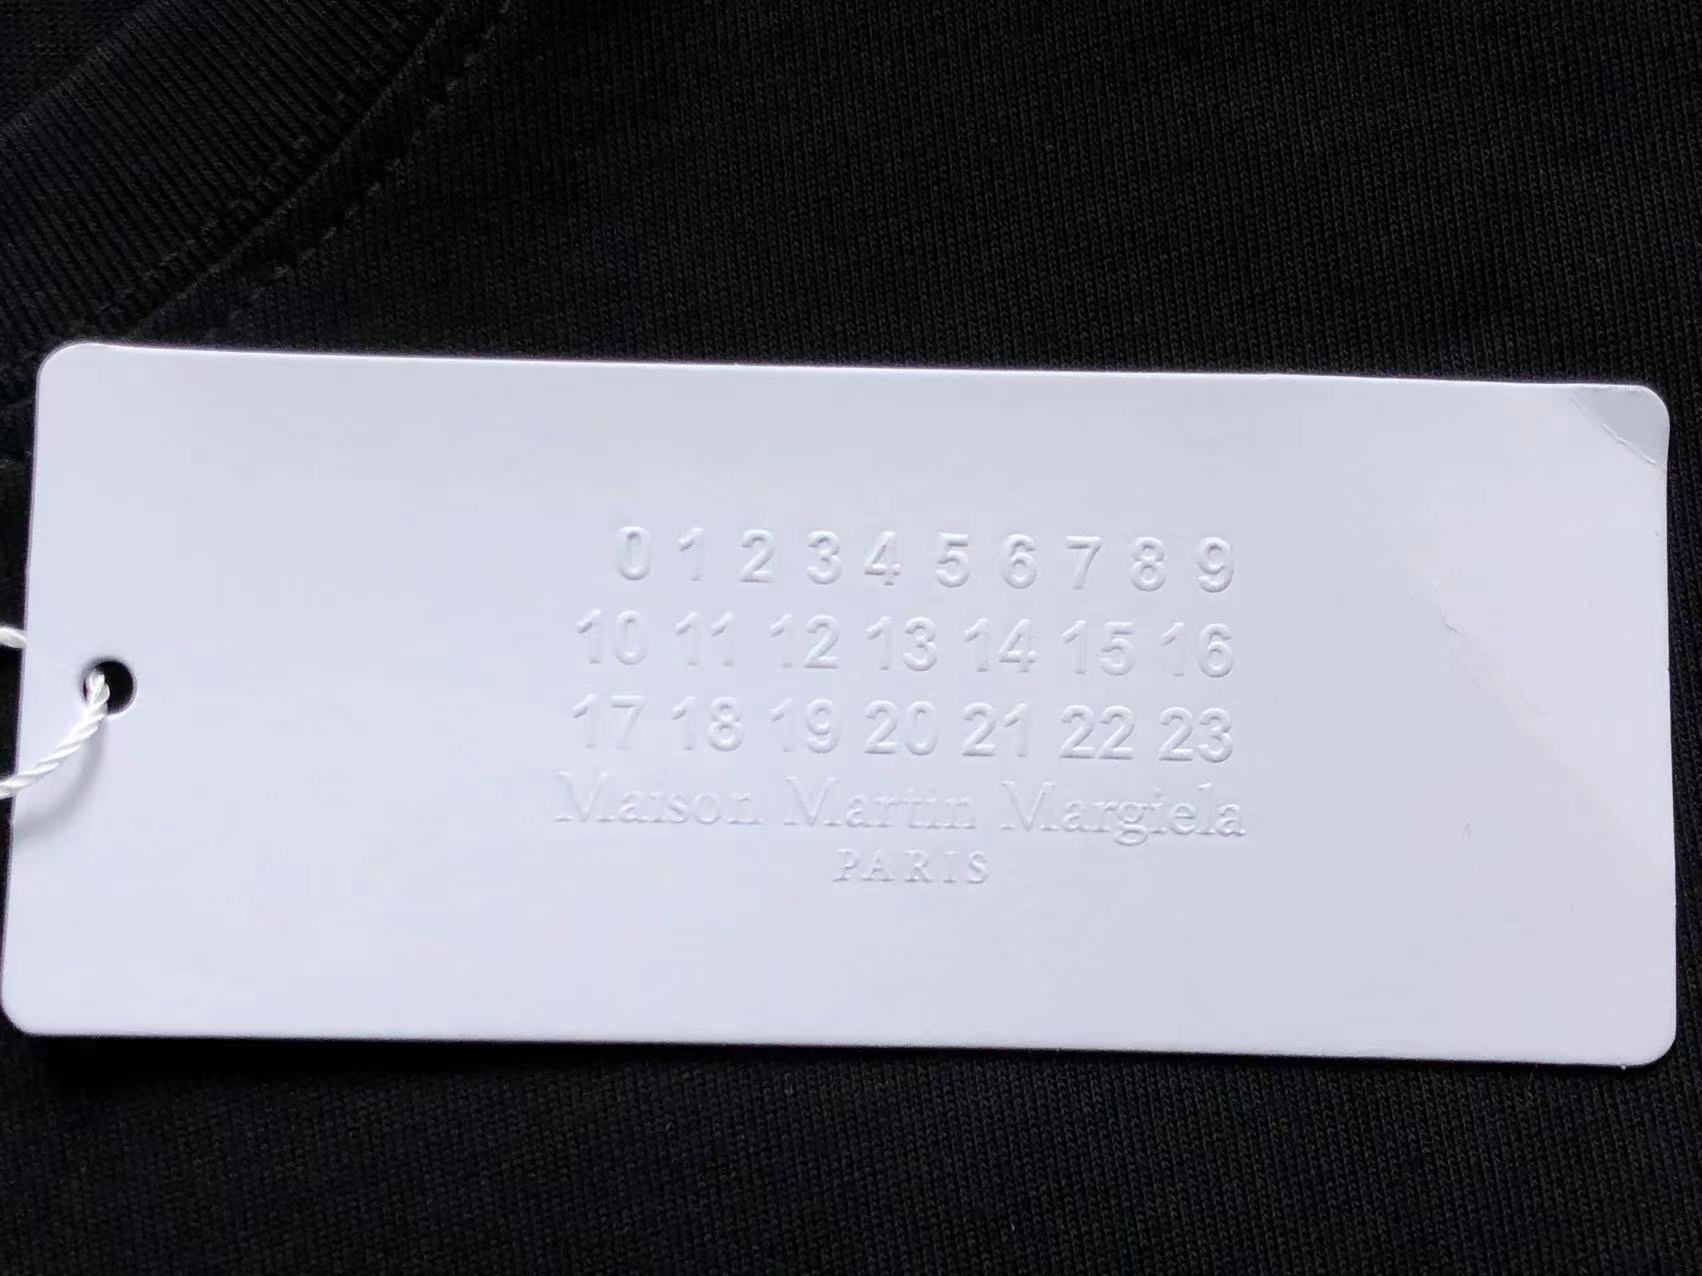 0 1 2 3 4 5 6 7 8 9
10 11 12 13 14 15 16
17 18 19 20 21 22 23
Maison Martin Margiela
PARIS